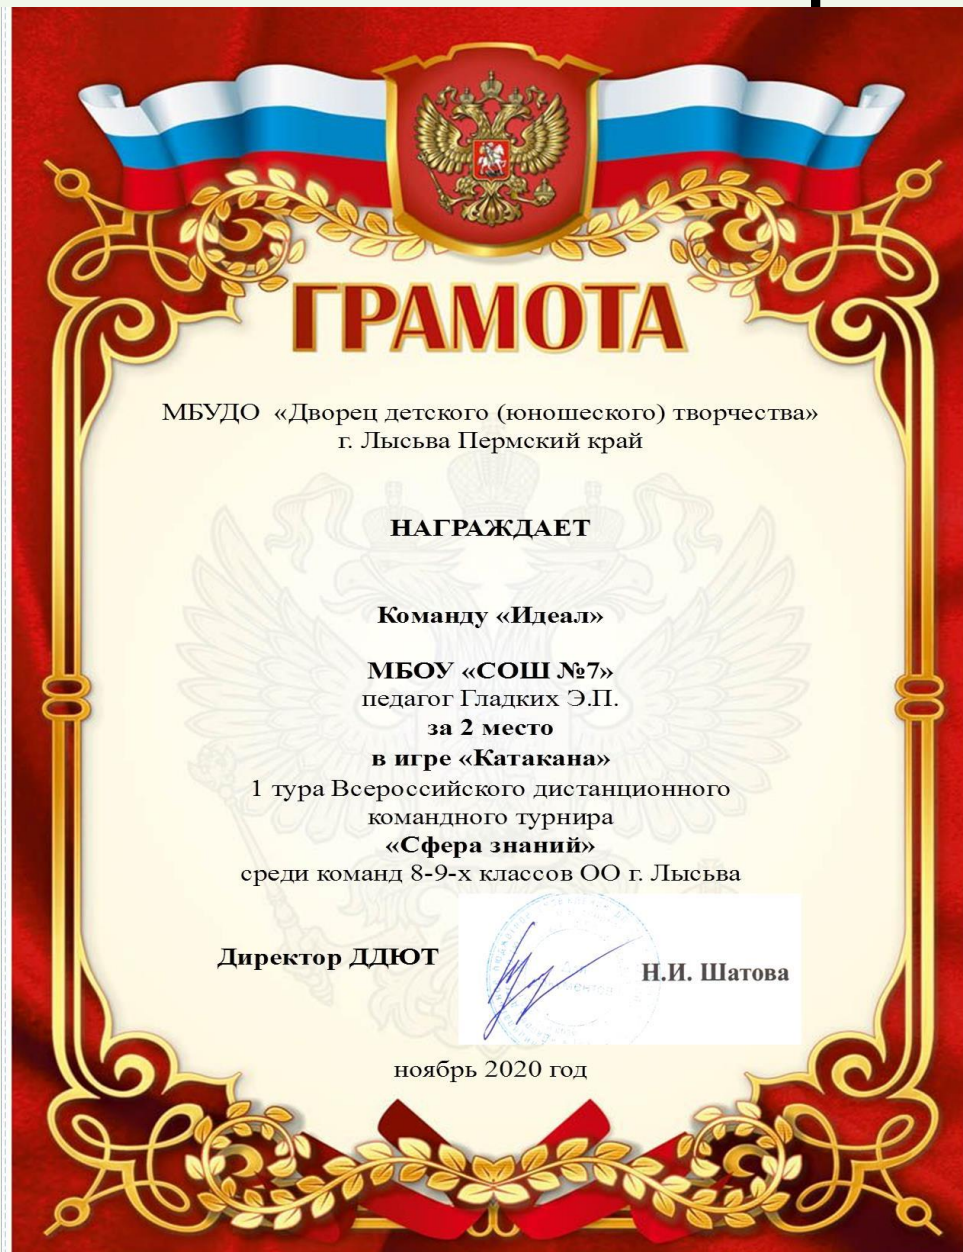 ГРАМОТА
МБУДО «Дворец детского (юношеского) творчества»
г. Лысьва Пермский край
НАГРАЖДАЕТ
Команду «Идеал»
МБОУ «СОШ №7»
педагог Гладких Э.П.
за 2 место
в игре «Катакана»
1 тура Всероссийского дистанционного
командного турнира
«Сфера знаний»
среди команд 8-9-х классов ОО г. Лысьва
Директор ДДЮТ
Н.И. Шатова
ноябрь 2020 год